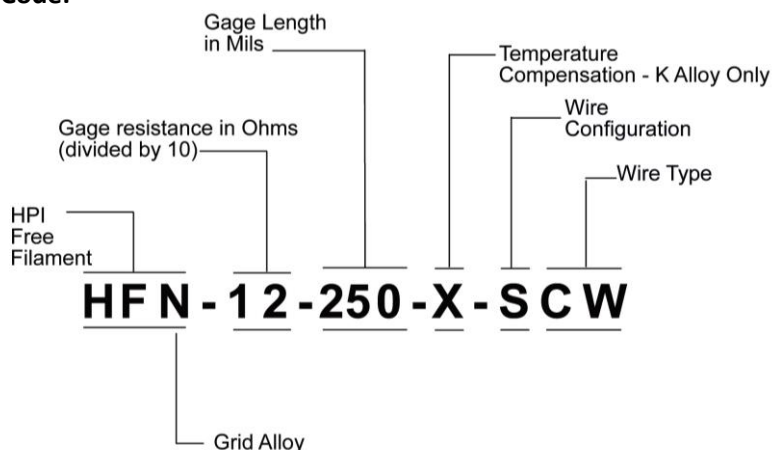 Code:
Gage Length
in Mils
Temperature
Compensation - K Alloy Only
Wire
Configuration
Gage resistance in Ohms
(divided by 10)
Wire Type
HPI
Free
Filament
HFN-12-250-X-SCW
Grid Alloy